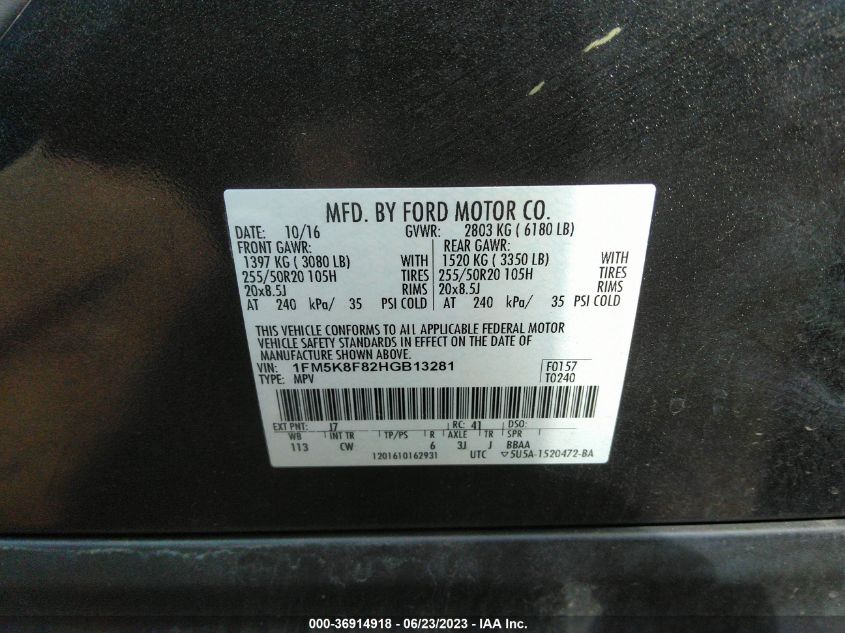 MFD. BY FORD MOTOR CO.
DATE: 10/16 GVWR: 2803 KG ( 6180 LB)
FRONT GAWR: REAR GAWR:
1397 KG ( 3080 LB) WITH 1520 KG ( 3350 LB) WITH
255/50R20 105H TIRES 255/50R20 105H TIRES
20x8.5J RIMS 20x8.5J RIMS
AT 240 kPa/ 35 PSI COLD AT 240 kPa/ 35 PSI COLD
THIS VEHICLE CONFORMS TO ALL APPLICABLE FEDERAL MOTOR
VEHICLE SAFETY STANDARDS IN EFFECT ON THE DATE OF
MANUFACTURE SHOWN ABOVE.
VIN: 1FM5K8F82HGB13281 F0157
TYPE: MPV T0240
EXT PNT: J7 RC: 41 DSO:
WB INT TR TP/PS R AXLE TR SPR
113 CW 6 3J J BBAA
1201610162931 UTC ▽5U5A-1520472-BA
000-36914918 - 06/23/2023 - IAA Inc.